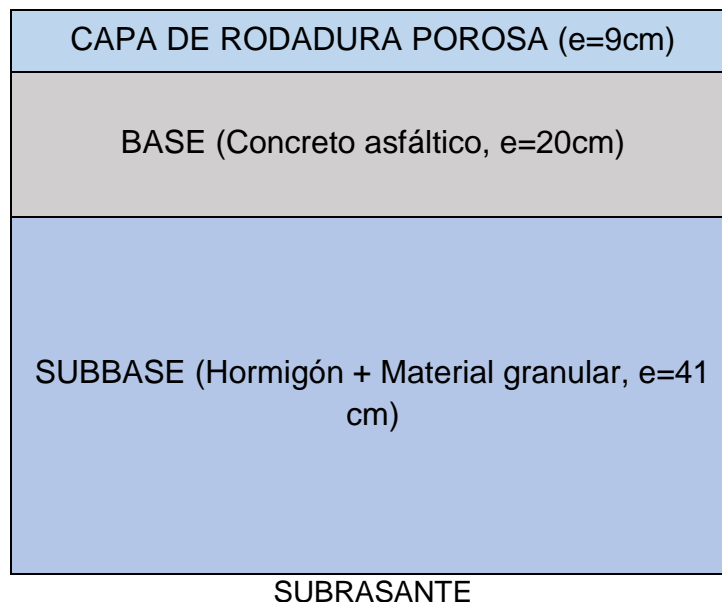 CAPA DE RODADURA POROSA (e=9cm)
BASE (Concreto asfáltico, e=20cm)
SUBBASE (Hormigón + Material granular, e=41
cm)
SUBRASANTE